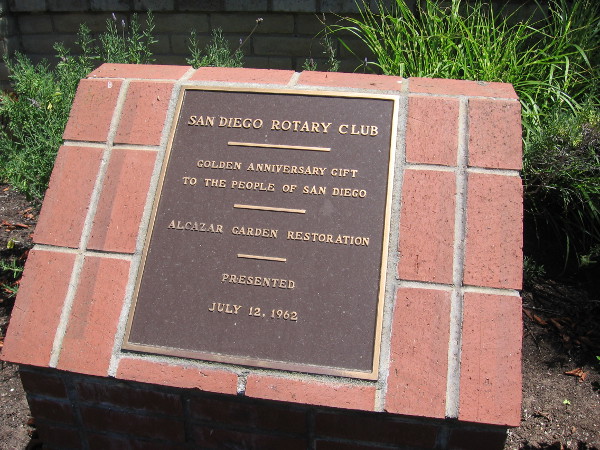 SAN DIEGO ROTARY CLUB
GOLDEN ANNIVERSARY GIFT
TO THE PEOPLE OF SAN DIEGO
ALCAZAR GARDEN RESTORATION
PRESENTED
JULY 12, 1962